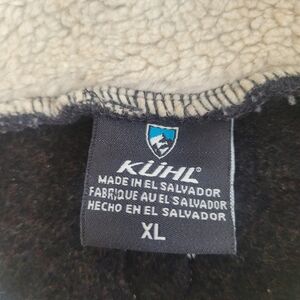 KÜHL®
MADE IN EL SALVADOR
FABRIQUE AU EL SALVADOR
HECHO EN EL SALVADOR
XL